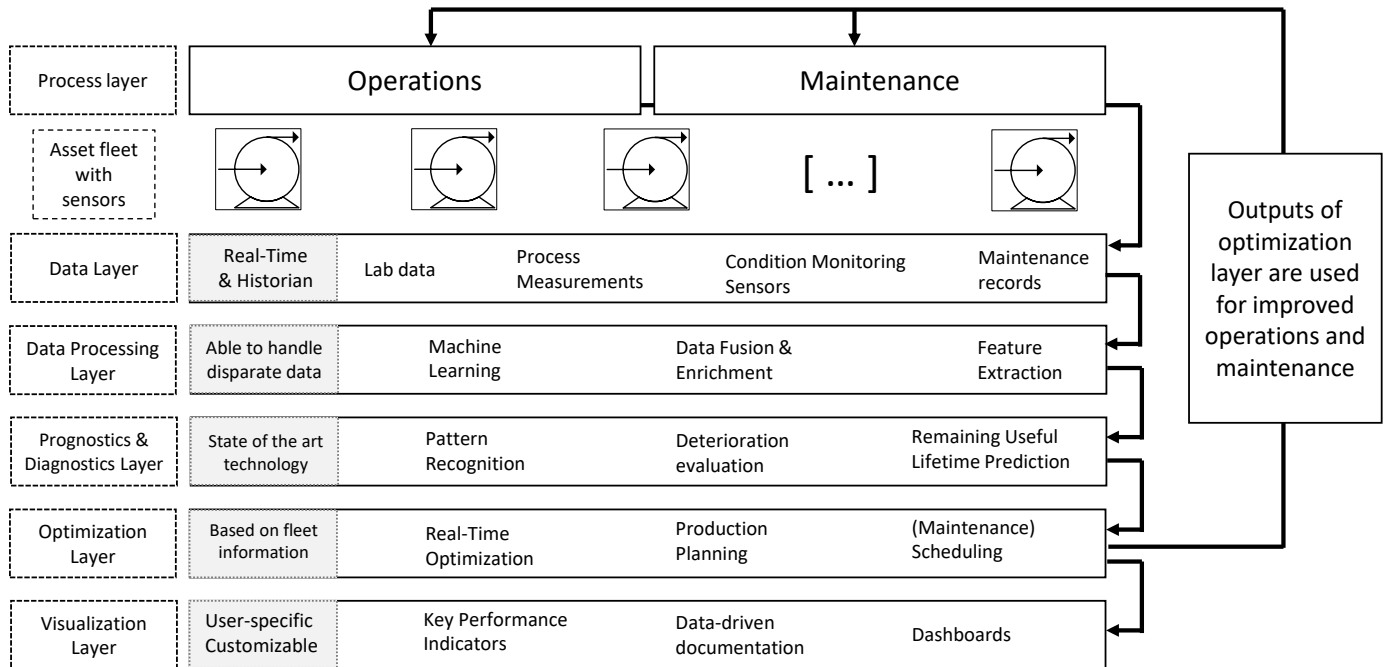 Process layer
Operations
Maintenance
Asset fleet
with
sensors
[ ... ]
Outputs of
optimization
layer are used
for improved
operations and
maintenance
Data Layer
Real-Time
& Historian
Lab data
Process
Measurements
Condition Monitoring
Sensors
Maintenance
records
Data Processing
Layer
Able to handle
disparate data
Machine
Learning
Data Fusion &
Enrichment
Feature
Extraction
Prognostics &
Diagnostics Layer
State of the art
technology
Pattern
Recognition
Deterioration
evaluation
Remaining Useful
Lifetime Prediction
Optimization
Layer
Based on fleet
information
Real-Time
Optimization
Production
Planning
(Maintenance)
Scheduling
Visualization
Layer
User-specific
Customizable
Key Performance
Indicators
Data-driven
documentation
Dashboards